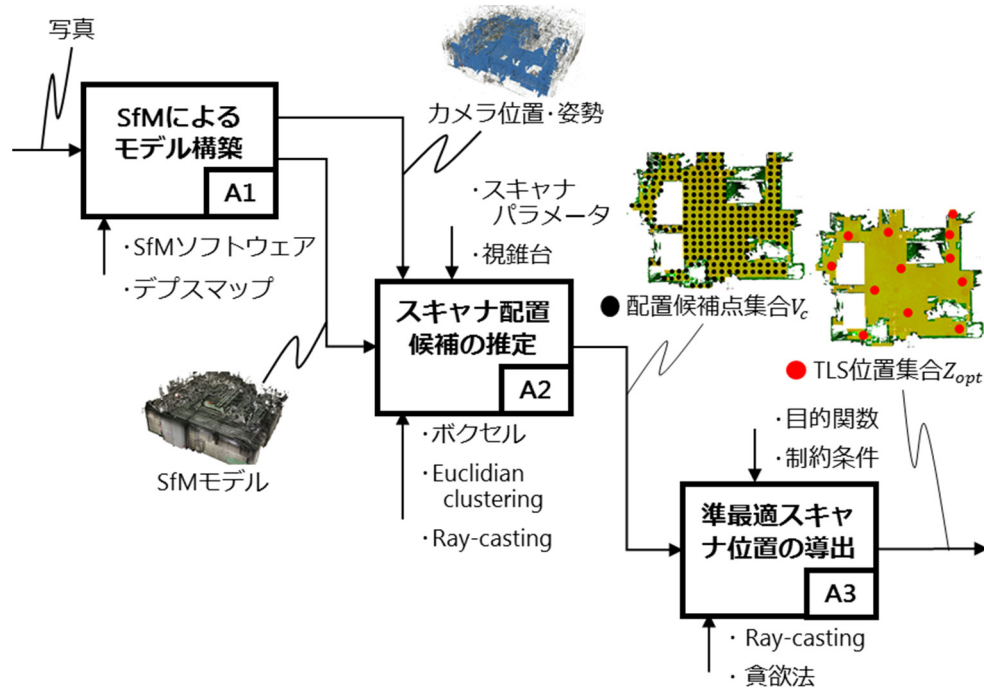 写真
SfMによる
モデル構築
A1
・SfMソフトウェア
・デプスマップ
カメラ位置・姿勢
・スキャナ
パラメータ
・視錐台
SfMモデル
スキャナ配置
候補の推定
A2
・ボクセル
・Euclidian
clustering
・Ray-casting
配置候補点集合Vc
TLS位置集合Zopt
・目的関数
・制約条件
準最適スキャ
ナ位置の導出
A3
・Ray-casting
・貪欲法